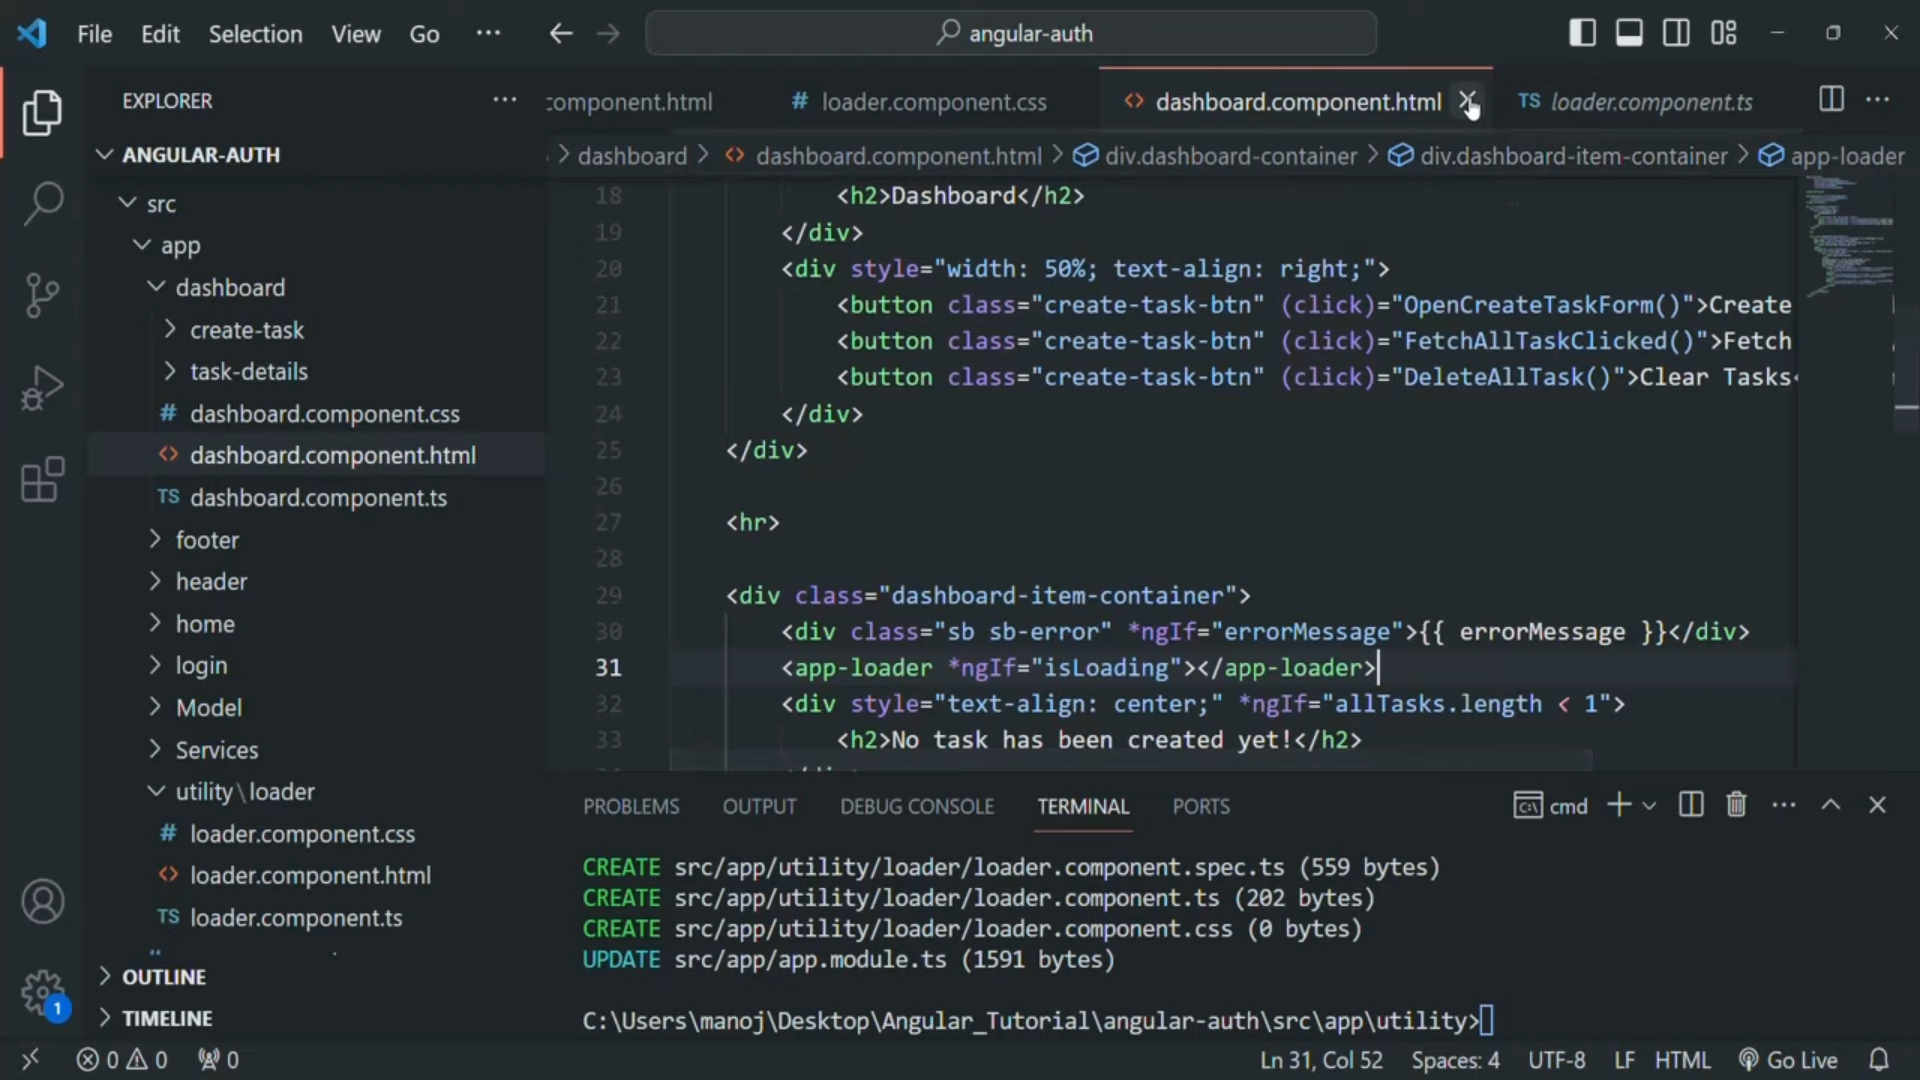 File Edit Selection View Go ··· angular-auth
EXPLORER ···
ANGULAR-AUTH
src
app
dashboard
create-task
task-details
dashboard.component.css
dashboard.component.html
dashboard.component.ts
footer
header
home
login
Model
Services
utility\loader
loader.component.css
loader.component.html
loader.component.ts
OUTLINE
TIMELINE
component.html # loader.component.css <> dashboard.component.html TS loader.component.ts
> dashboard > <> dashboard.component.html > div.dashboard-container > div.dashboard-item-container > app-loader
18 <h2>Dashboard</h2>
19 </div>
20 <div style="width: 50%; text-align: right;">
21 <button class="create-task-btn" (click)="OpenCreateTaskForm()">Create
22 <button class="create-task-btn" (click)="FetchAllTaskClicked()">Fetch
23 <button class="create-task-btn" (click)="DeleteAllTask()">Clear Tasks<
24 </div>
25 </div>
26
27 <hr>
28
29 <div class="dashboard-item-container">
30 <div class="sb sb-error" *ngIf="errorMessage">{{ errorMessage }}</div>
31 <app-loader *ngIf="isLoading"></app-loader>
32 <div style="text-align: center;" *ngIf="allTasks.length < 1">
33 <h2>No task has been created yet!</h2>
PROBLEMS OUTPUT DEBUG CONSOLE TERMINAL PORTS cmd
CREATE src/app/utility/loader/loader.component.spec.ts (559 bytes)
CREATE src/app/utility/loader/loader.component.ts (202 bytes)
CREATE src/app/utility/loader/loader.component.css (0 bytes)
UPDATE src/app/app.module.ts (1591 bytes)
C:\Users\manoj\Desktop\Angular_Tutorial\angular-auth\src\app\utility>
1
0 0 0 Ln 31, Col 52 Spaces: 4 UTF-8 LF HTML Go Live